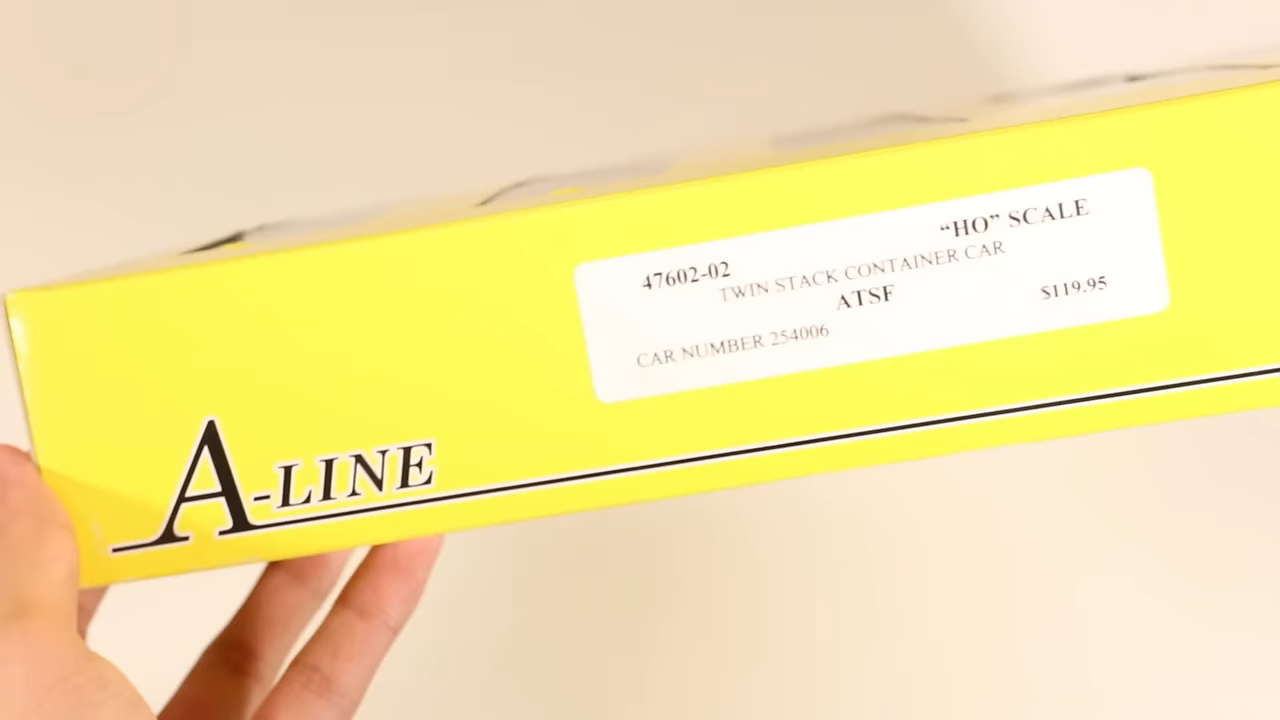 "HO" SCALE
47602-02
TWIN STACK CONTAINER CAR
ATSF
$119.95
CAR NUMBER 254006
A-LINE